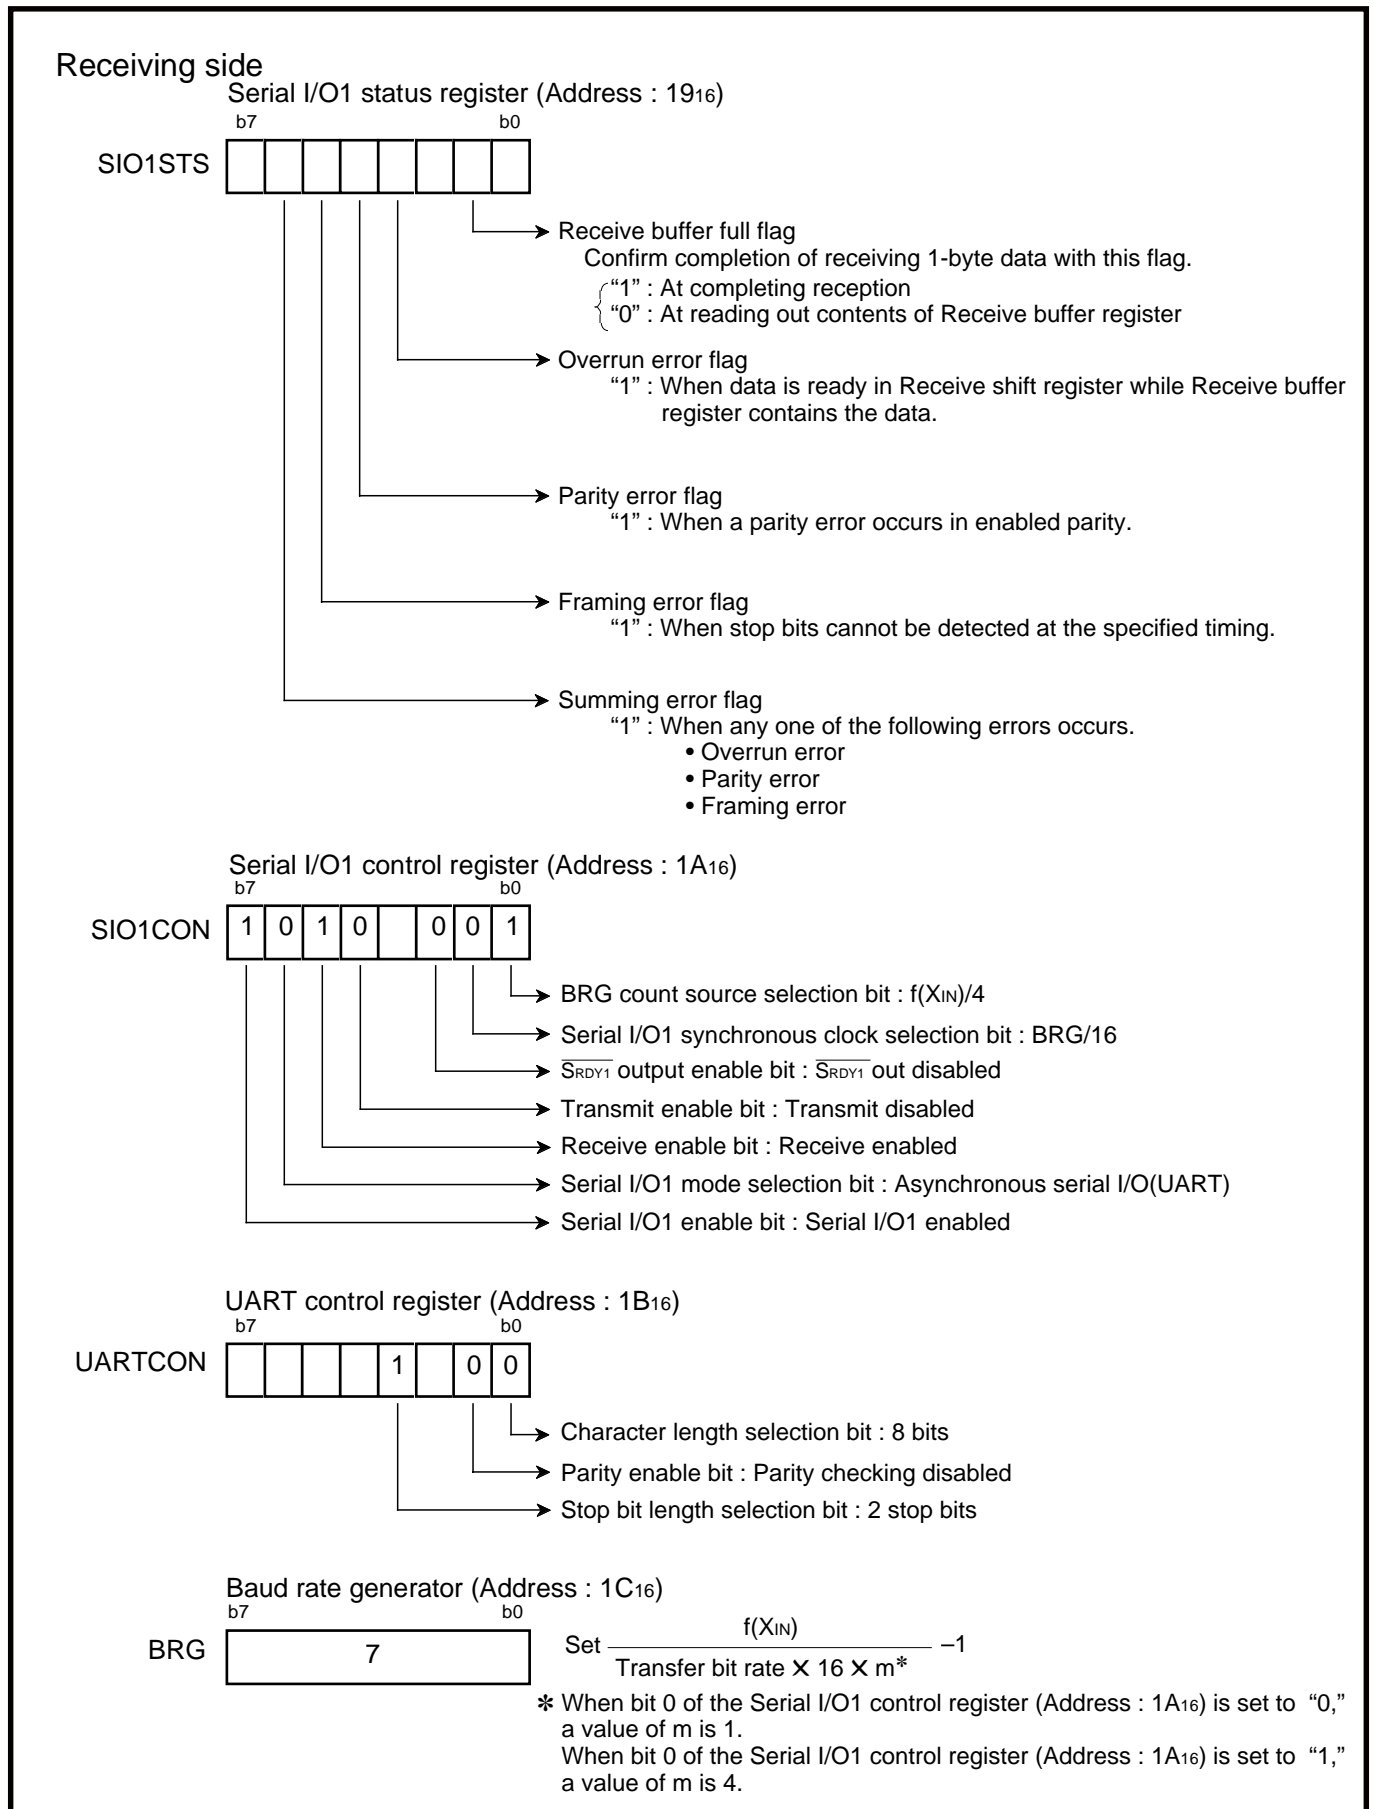 Receiving side
Serial I/O1 status register (Address : 1916)
b7 b0
SIO1STS
Receive buffer full flag
Confirm completion of receiving 1-byte data with this flag.
“1” : At completing reception
“0” : At reading out contents of Receive buffer register
Overrun error flag
“1” : When data is ready in Receive shift register while Receive buffer
register contains the data.
Parity error flag
“1” : When a parity error occurs in enabled parity.
Framing error flag
“1” : When stop bits cannot be detected at the specified timing.
Summing error flag
“1” : When any one of the following errors occurs.
• Overrun error
• Parity error
• Framing error
Serial I/O1 control register (Address : 1A16)
b7 b0
SIO1CON 1 0 1 0 0 0 1
BRG count source selection bit : f(XIN)/4
Serial I/O1 synchronous clock selection bit : BRG/16
SRDY1 output enable bit : SRDY1 out disabled
Transmit enable bit : Transmit disabled
Receive enable bit : Receive enabled
Serial I/O1 mode selection bit : Asynchronous serial I/O(UART)
Serial I/O1 enable bit : Serial I/O1 enabled
UART control register (Address : 1B16)
b7 b0
UARTCON 1 0 0
Character length selection bit : 8 bits
Parity enable bit : Parity checking disabled
Stop bit length selection bit : 2 stop bits
Baud rate generator (Address : 1C16)
b7 b0
BRG 7
Set f(XIN) –1
Transfer bit rate ✕ 16 ✕ m✻
✻ When bit 0 of the Serial I/O1 control register (Address : 1A16) is set to “0,”
a value of m is 1.
When bit 0 of the Serial I/O1 control register (Address : 1A16) is set to “1,”
a value of m is 4.